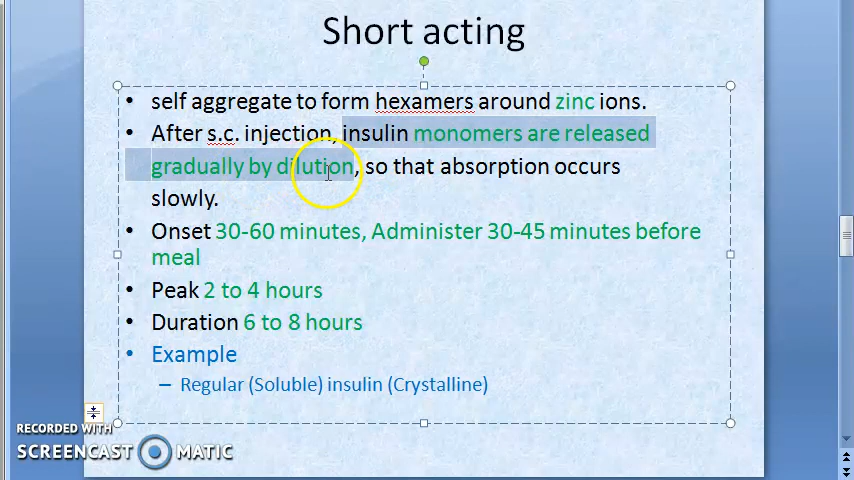 Short acting
• self aggregate to form hexamers around zinc ions.
• After s.c. injection, insulin monomers are released
gradually by dilution, so that absorption occurs
slowly.
• Onset 30-60 minutes, Administer 30-45 minutes before
meal
• Peak 2 to 4 hours
• Duration 6 to 8 hours
• Example
– Regular (Soluble) insulin (Crystalline)
RECORDED WITH
SCREENCAST MATIC